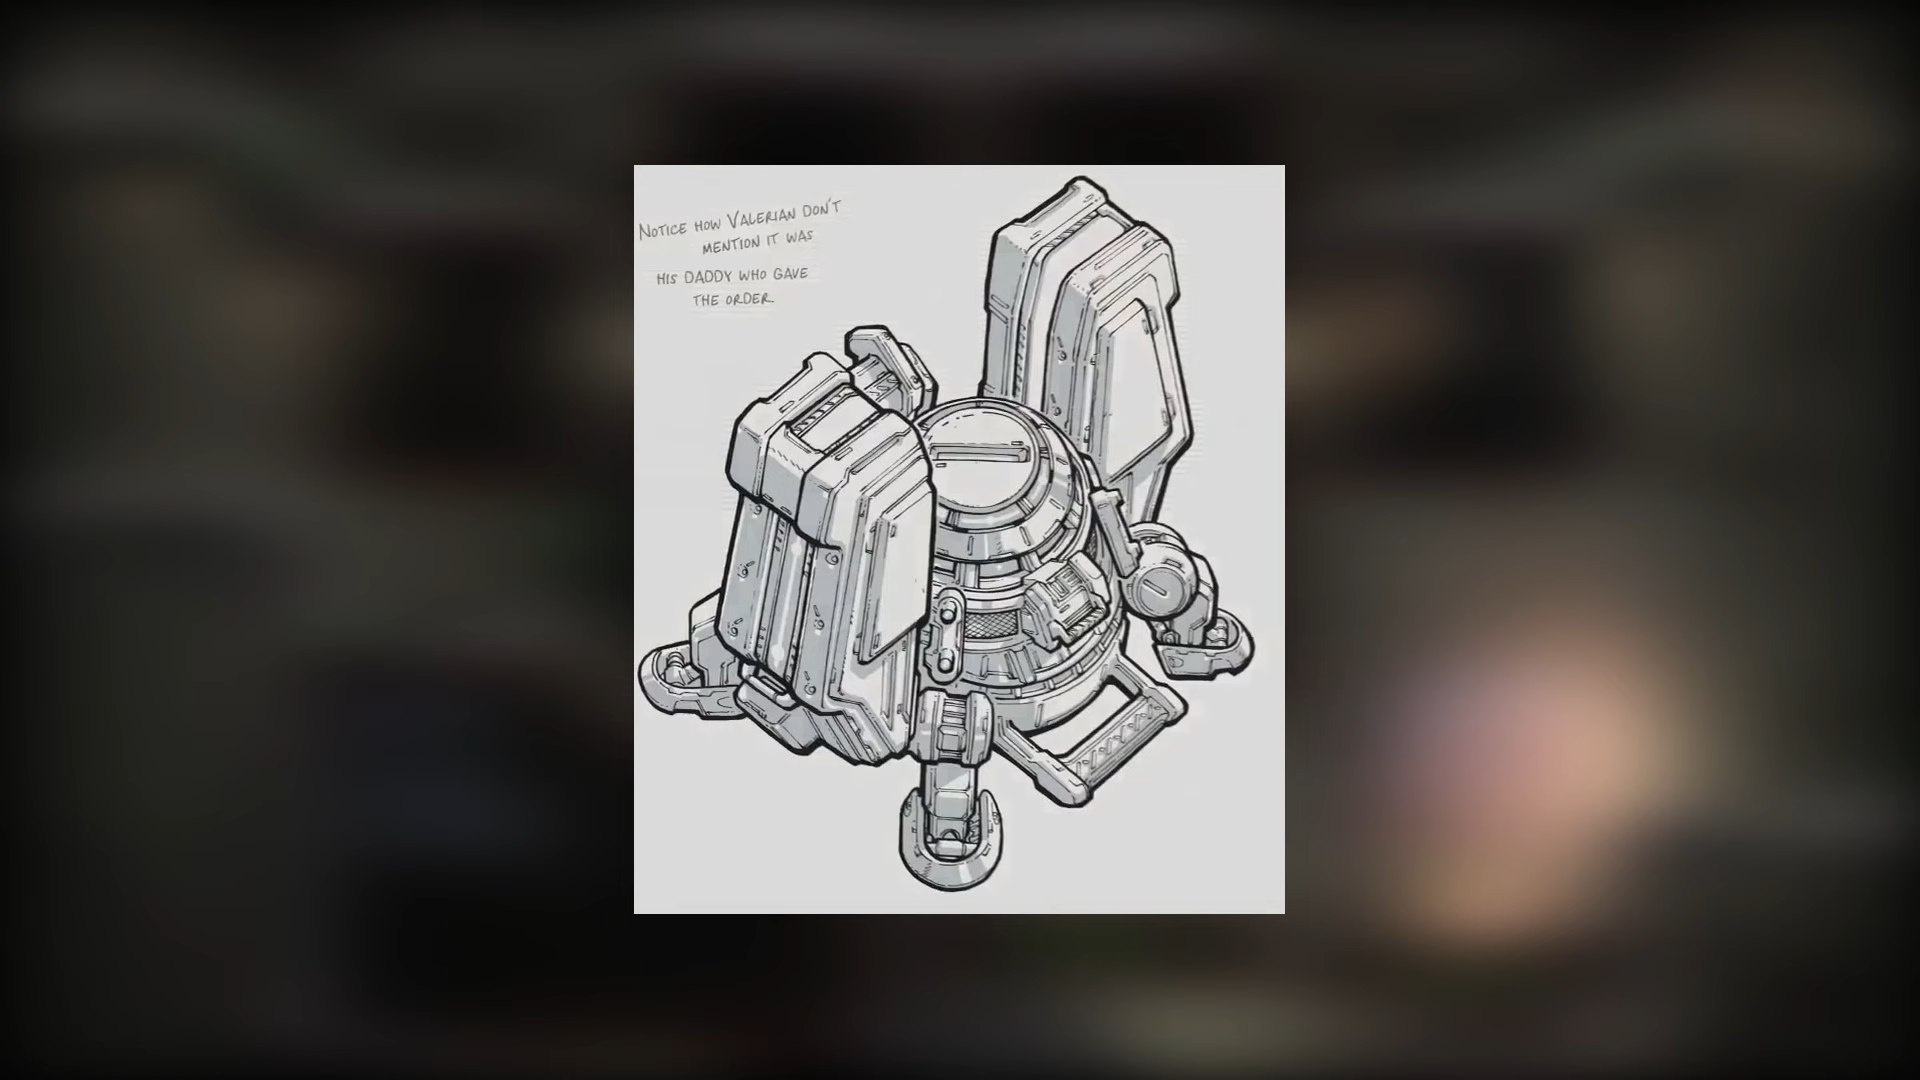 NOTICE HOW VALERIAN DON'T
MENTION IT WAS
HIS DADDY WHO GAVE
THE ORDER.